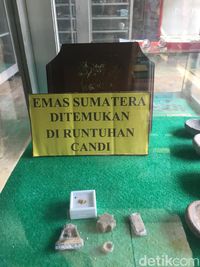 EMAS SUMATERA
DITEMUKAN
DI RUNTUHAN
CANDI
detikcom